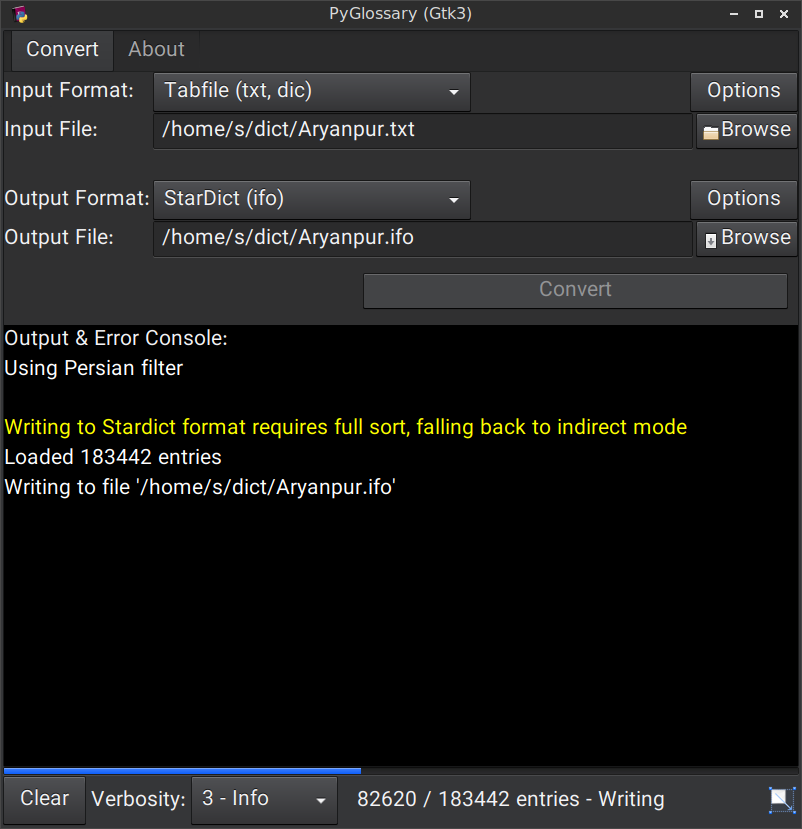 PyGlossary (Gtk3)
Convert About
Input Format: Tabfile (txt, dic) Options
Input File: /home/s/dict/Aryanpur.txt Browse
Output Format: StarDict (ifo) Options
Output File: /home/s/dict/Aryanpur.ifo Browse
Convert
Output & Error Console:
Using Persian filter
Writing to Stardict format requires full sort, falling back to indirect mode
Loaded 183442 entries
Writing to file '/home/s/dict/Aryanpur.ifo'
Clear Verbosity: 3 - Info 82620 / 183442 entries - Writing